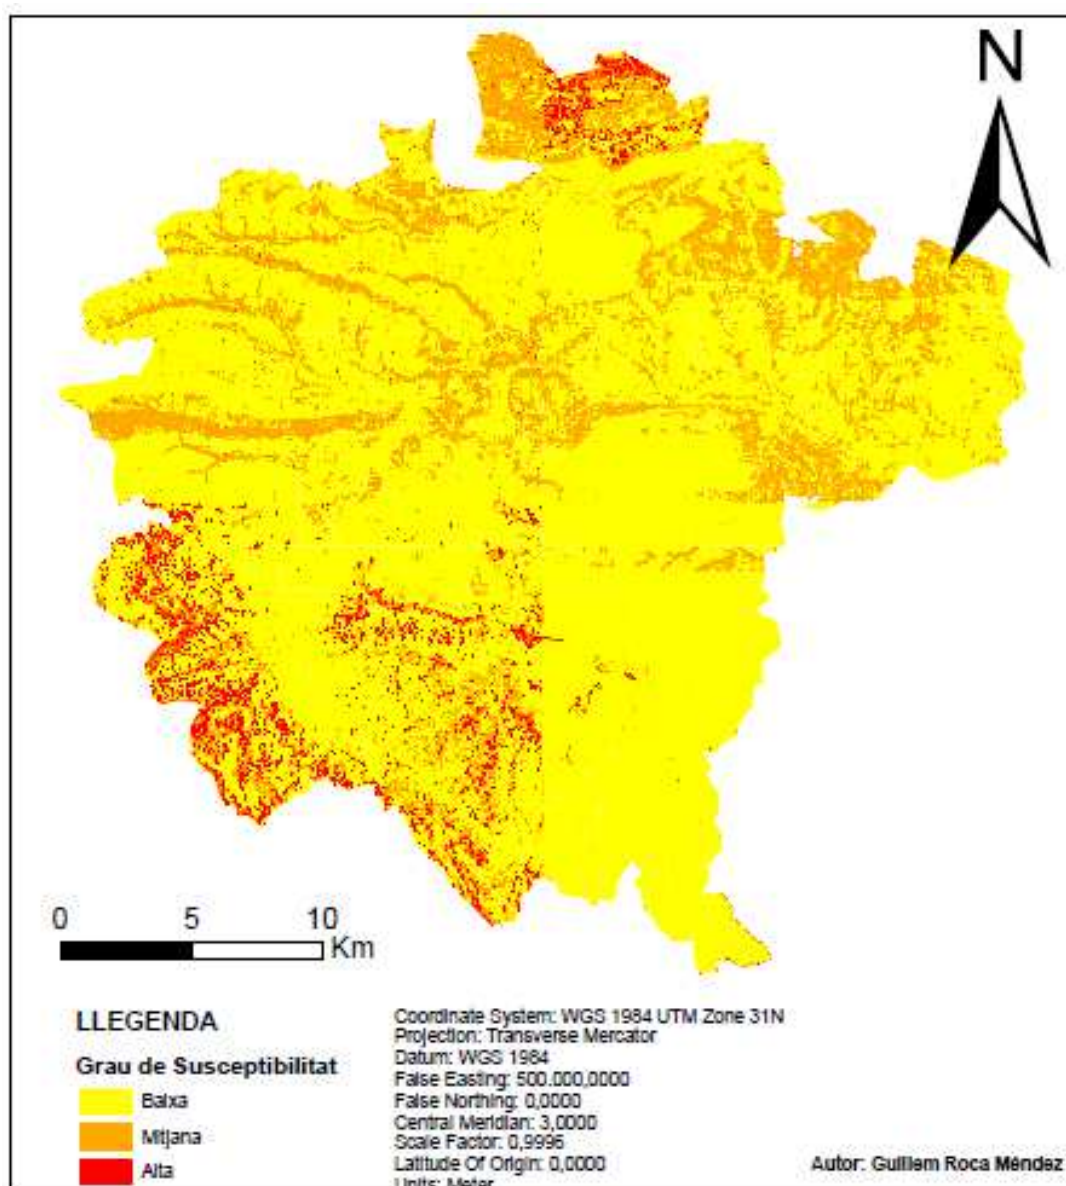 N
0 5 10
Km
LLEGENDA
Grau de Susceptibilitat
Baixa
Mitjana
Alta
Coordinate System: WGS 1984 UTM Zone 31N
Projection: Transverse Mercator
Datum: WGS 1984
False Easting: 500.000,0000
False Northing: 0,0000
Central Meridian: 3,0000
Scale Factor: 0,9996
Latitude Of Origin: 0,0000
Units: Meter
Autor: Guillem Roca Méndez